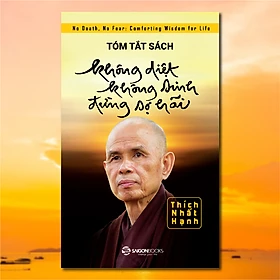 No Death, No Fear: Comforting Wisdom for Life
TÓM TẮT SÁCH
không diệt
không sinh
đừng sợ hãi
Thích
Nhất
Hạnh
SAIGONBOOKS